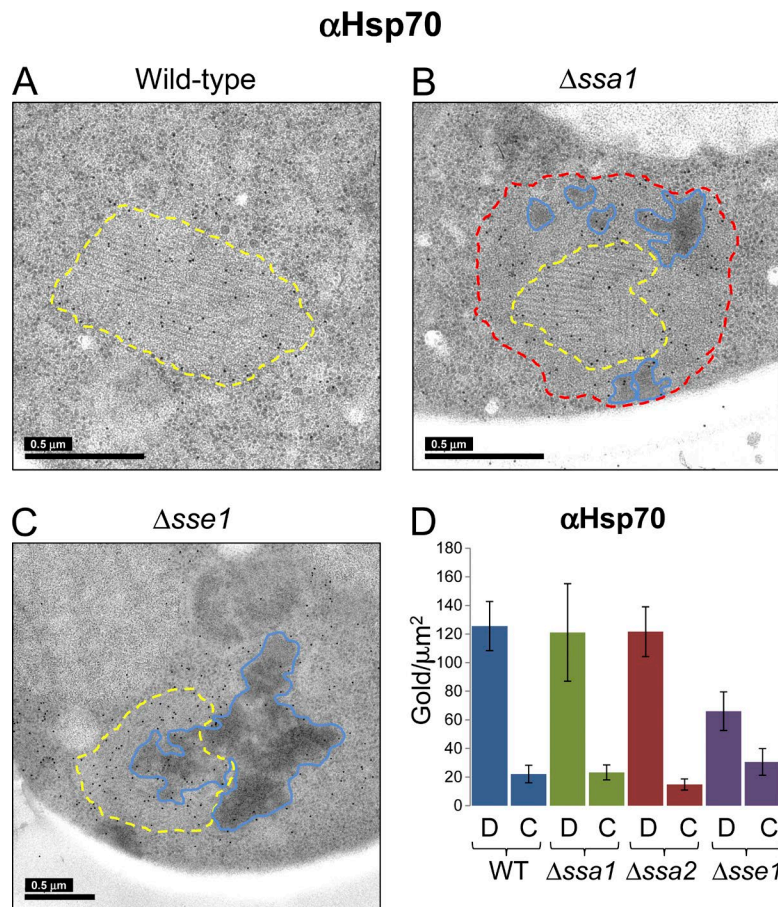 αHsp70
A Wild-type
B Δssa1
0.5 μm
0.5 μm
C Δsse1
0.5 μm
D αHsp70
Gold/μm²
180
160
140
120
100
80
60
40
20
0
D C D C D C D C
WT Δssa1 Δssa2 Δsse1